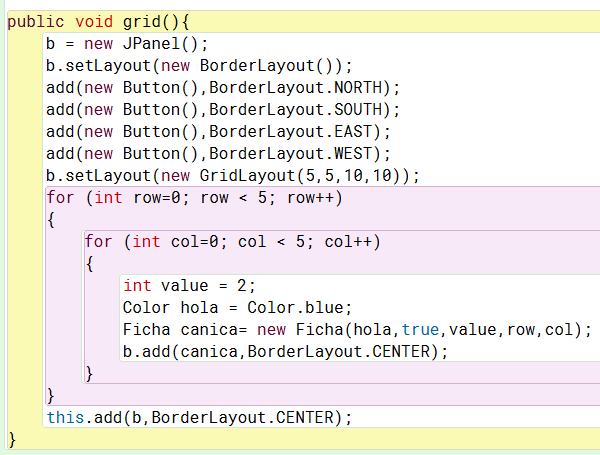 public void grid(){
    b = new JPanel();
    b.setLayout(new BorderLayout());
    add(new Button(),BorderLayout.NORTH);
    add(new Button(),BorderLayout.SOUTH);
    add(new Button(),BorderLayout.EAST);
    add(new Button(),BorderLayout.WEST);
    b.setLayout(new GridLayout(5,5,10,10));
    for (int row=0; row < 5; row++)
    {
        for (int col=0; col < 5; col++)
        {
            int value = 2;
            Color hola = Color.blue;
            Ficha canica= new Ficha(hola,true,value,row,col);
            b.add(canica,BorderLayout.CENTER);
        }
    }
    this.add(b,BorderLayout.CENTER);
}